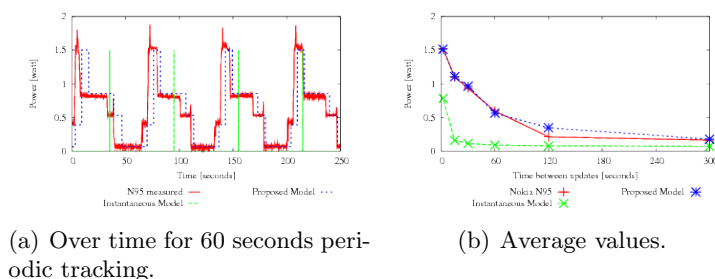 2
1.5
1
0.5
0
Power [watt]
0
50
100
150
200
250
Time [seconds]
N95 measured
Proposed Model
Instantaneous Model
(a) Over time for 60 seconds peri-
odic tracking.
2
1.5
1
0.5
0
Power [watt]
0
60
120
180
240
300
Time between updates [seconds]
Nokia N95
Proposed Model
Instantaneous Model
(b) Average values.